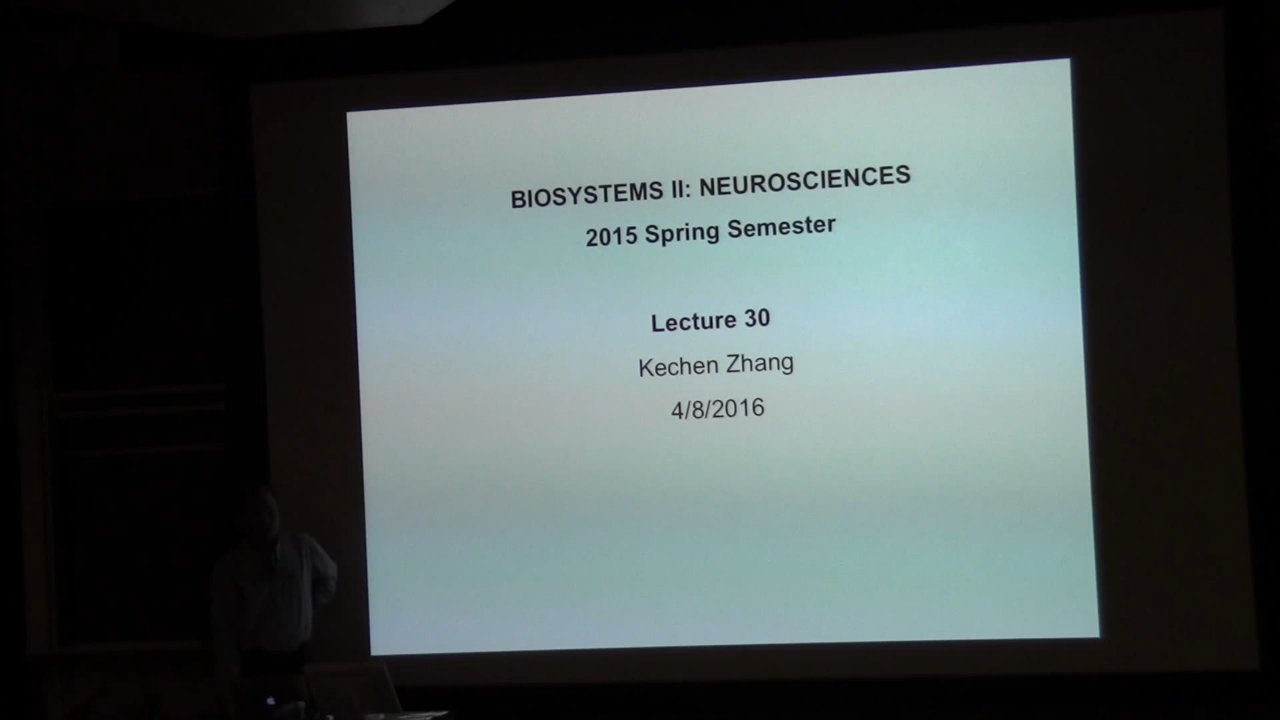 BIOSYSTEMS II: NEUROSCIENCES
2015 Spring Semester
Lecture 30
Kechen Zhang
4/8/2016